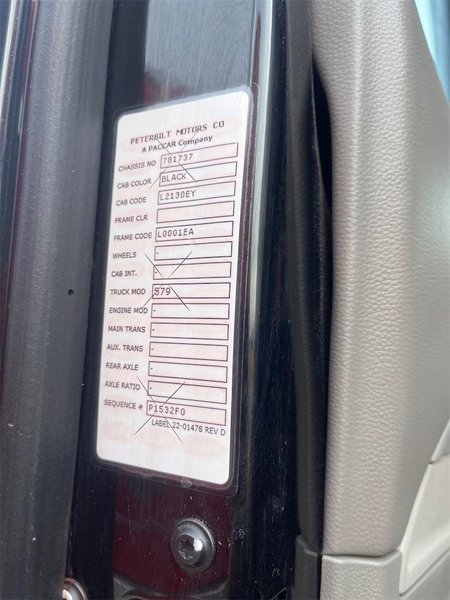 PETERBILT MOTORS CO
A PACCAR Company
CHASSIS NO 781737
CAB COLOR BLACK
CAB CODE L2130EY
FRAME CLR
FRAME CODE L0001EA
WHEELS -
CAB INT. -
TRUCK MOD 579
ENGINE MOD -
MAIN TRANS -
AUX. TRANS -
REAR AXLE -
AXLE RATIO -
SEQUENCE # P1532F0
LABEL 22-01478 REV D